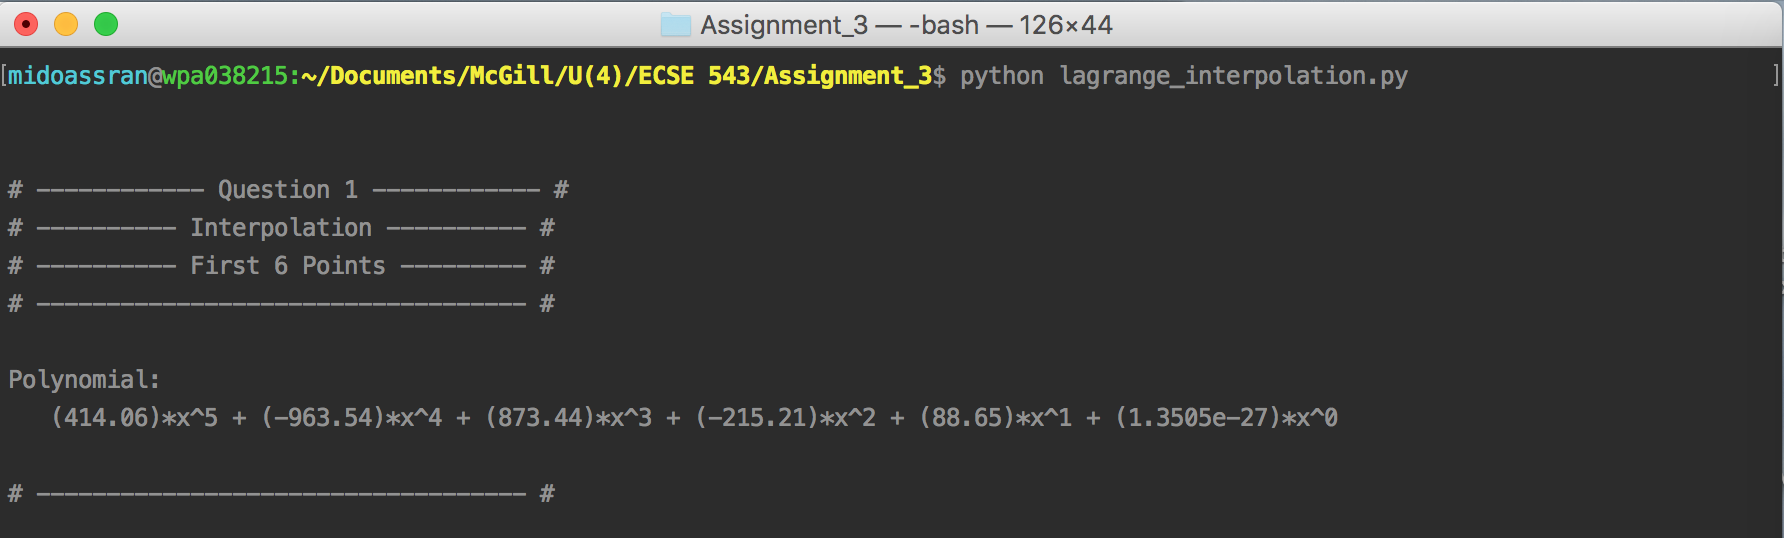 Assignment_3 — -bash — 126×44
[midoassran@wpa038215:~/Documents/McGill/U(4)/ECSE 543/Assignment_3$ python lagrange_interpolation.py ]
# ------------ Question 1 ------------ #
# ---------- Interpolation ---------- #
# ---------- First 6 Points --------- #
# ----------------------------------- #
Polynomial:
(414.06)*x^5 + (-963.54)*x^4 + (873.44)*x^3 + (-215.21)*x^2 + (88.65)*x^1 + (1.3505e-27)*x^0
# ----------------------------------- #